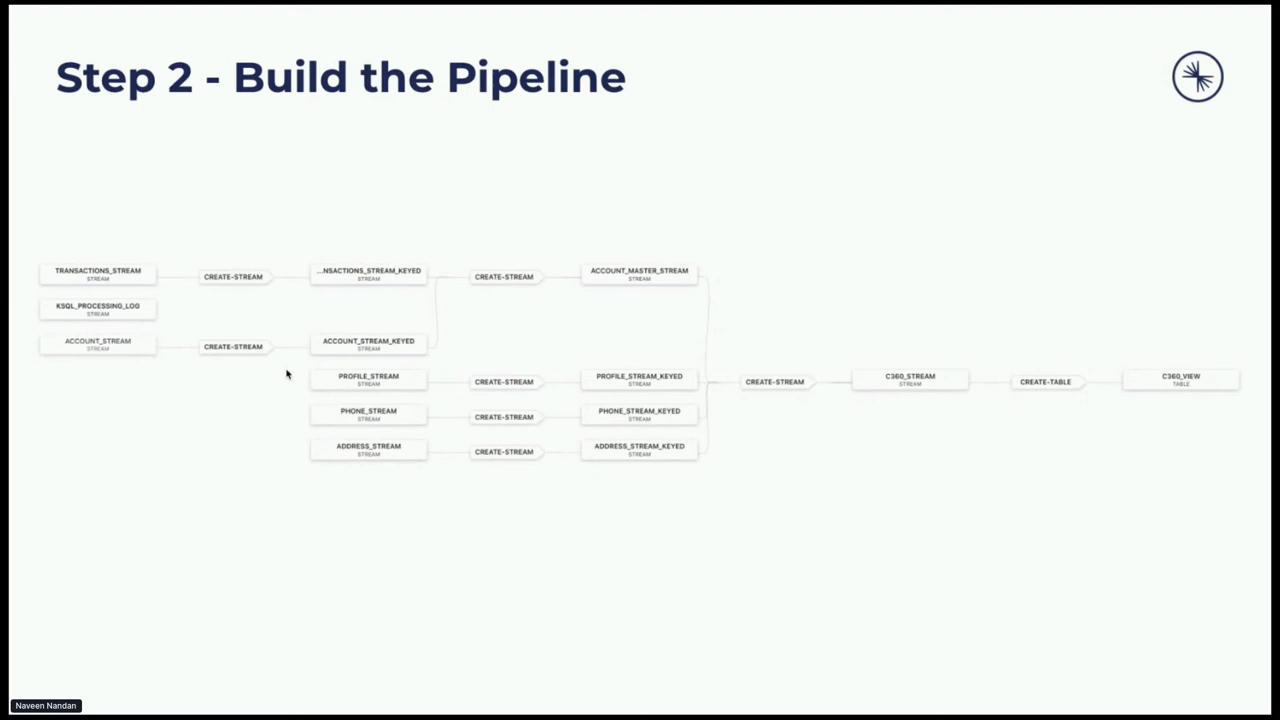 Step 2 - Build the Pipeline
TRANSACTIONS_STREAM
STREAM
CREATE-STREAM
...NSACTIONS_STREAM_KEYED
STREAM
CREATE-STREAM
ACCOUNT_MASTER_STREAM
STREAM
KSQL_PROCESSING_LOG
STREAM
ACCOUNT_STREAM
STREAM
CREATE-STREAM
ACCOUNT_STREAM_KEYED
STREAM
PROFILE_STREAM
STREAM
CREATE-STREAM
PROFILE_STREAM_KEYED
STREAM
CREATE-STREAM
C360_STREAM
STREAM
CREATE-TABLE
C360_VIEW
TABLE
PHONE_STREAM
STREAM
CREATE-STREAM
PHONE_STREAM_KEYED
STREAM
ADDRESS_STREAM
STREAM
CREATE-STREAM
ADDRESS_STREAM_KEYED
STREAM
Naveen Nandan